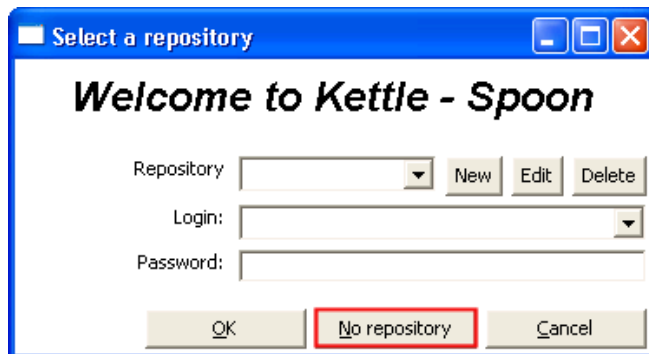 Select a repository
Welcome to Kettle - Spoon
Repository New Edit Delete
Login:
Password:
OK No repository Cancel